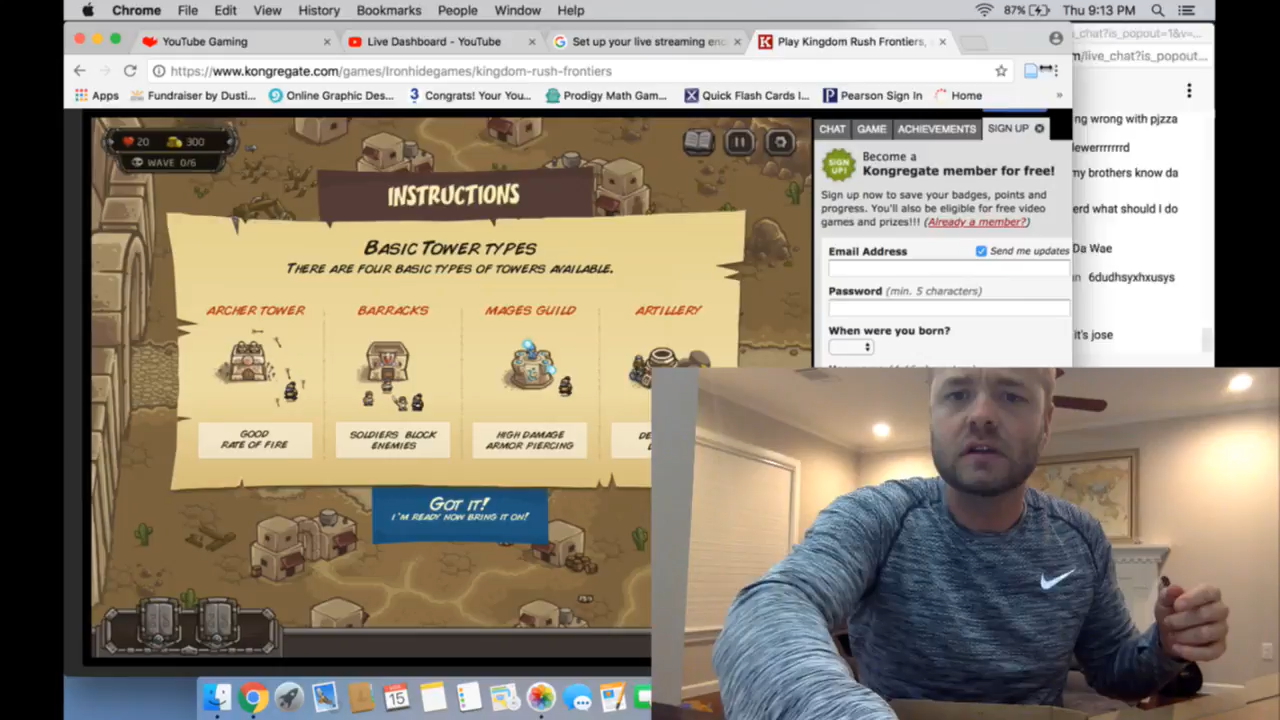 Chrome File Edit View History Bookmarks People Window Help 87% Thu 9:13 PM
YouTube Gaming Live Dashboard - YouTube Set up your live streaming enc Play Kingdom Rush Frontiers,
_chat?is_popout=1&v=...
https://www.kongregate.com/games/Ironhidegames/kingdom-rush-frontiers
m/live_chat?is_popout...
Apps Fundraiser by Dusti... Online Graphic Des... Congrats! Your You... Prodigy Math Gam... Quick Flash Cards I... Pearson Sign In Home »
20 300
WAVE 0/6
INSTRUCTIONS
BASIC TOWER TYPES
THERE ARE FOUR BASIC TYPES OF TOWERS AVAILABLE.
ARCHER TOWER BARRACKS MAGES GUILD ARTILLERY
GOOD
RATE OF FIRE
SOLDIERS BLOCK
ENEMIES
HIGH DAMAGE
ARMOR PIERCING
GOT IT!
I'M READY NOW BRING IT ON!
CHAT GAME ACHIEVEMENTS SIGN UP
SIGN
UP!
Become a
Kongregate member for free!
Sign up now to save your badges, points and
progress. You'll also be eligible for free video
games and prizes!!! (Already a member?)
Email Address Send me updates
Password (min. 5 characters)
When were you born?
ng wrong with pjzza
lewerrrrrrd
my brothers know da
erd what should I do
Da Wae
6dudhsyxhxusys
it's jose
15